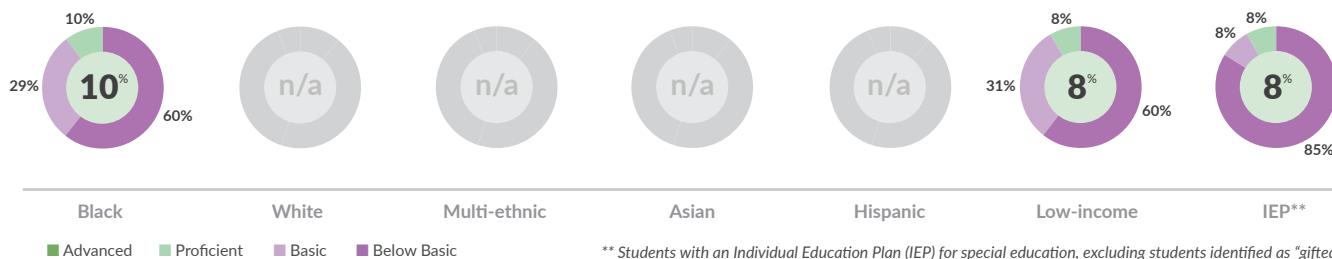 10% 8% 8%
8%
10% n/a n/a n/a n/a 8% 8%
29% 31%
60% 60%
85%
Black White Multi-ethnic Asian Hispanic Low-income IEP**
Advanced Proficient Basic Below Basic ** Students with an Individual Education Plan (IEP) for special education, excluding students identified as “gifted